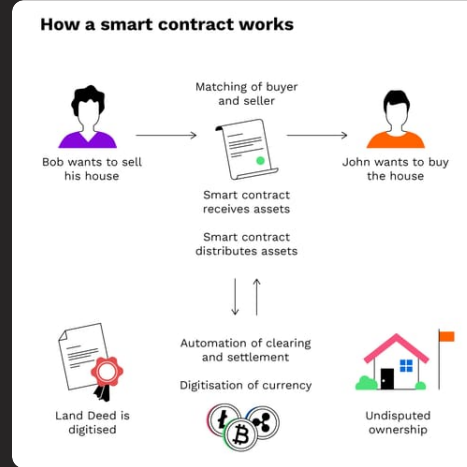 How a smart contract works
Matching of buyer
and seller
Bob wants to sell
his house
John wants to buy
the house
Smart contract
receives assets
Smart contract
distributes assets
Automation of clearing
and settlement
Digitisation of currency
Land Deed is
digitised
Undisputed
ownership